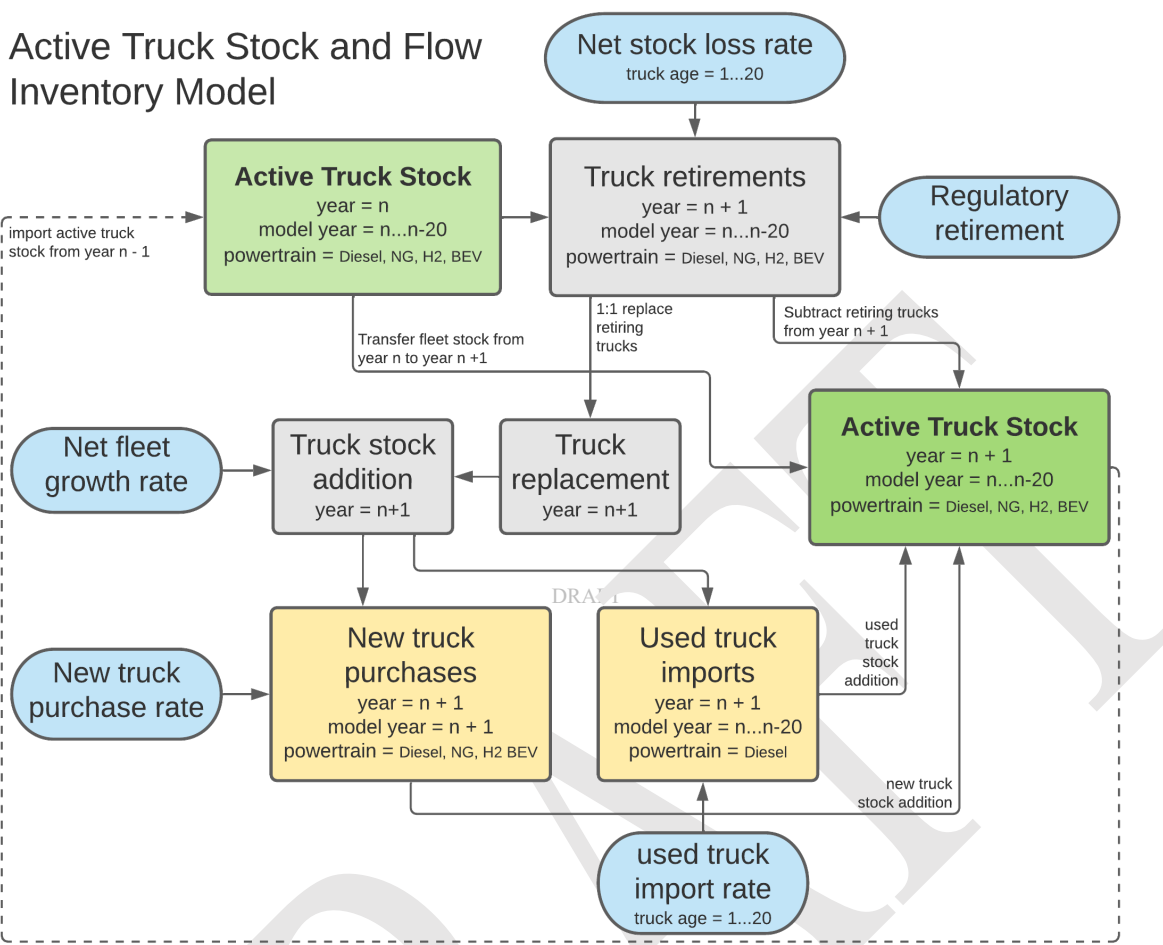 Active Truck Stock and Flow
Inventory Model
Net stock loss rate
truck age = 1...20
Active Truck Stock
year = n
model year = n...n-20
powertrain = Diesel, NG, H2, BEV
Truck retirements
year = n + 1
model year = n...n-20
powertrain = Diesel, NG, H2, BEV
Regulatory
retirement
import active truck
stock from year n - 1
1:1 replace
retiring
trucks
Subtract retiring trucks
from year n + 1
Transfer fleet stock from
year n to year n +1
Net fleet
growth rate
Truck stock
addition
year = n+1
Truck
replacement
year = n+1
Active Truck Stock
year = n + 1
model year = n...n-20
powertrain = Diesel, NG, H2, BEV
DRAFT
New truck
purchase rate
New truck
purchases
year = n + 1
model year = n + 1
powertrain = Diesel, NG, H2 BEV
Used truck
imports
year = n + 1
model year = n...n-20
powertrain = Diesel
used
truck
stock
addition
new truck
stock addition
used truck
import rate
truck age = 1...20